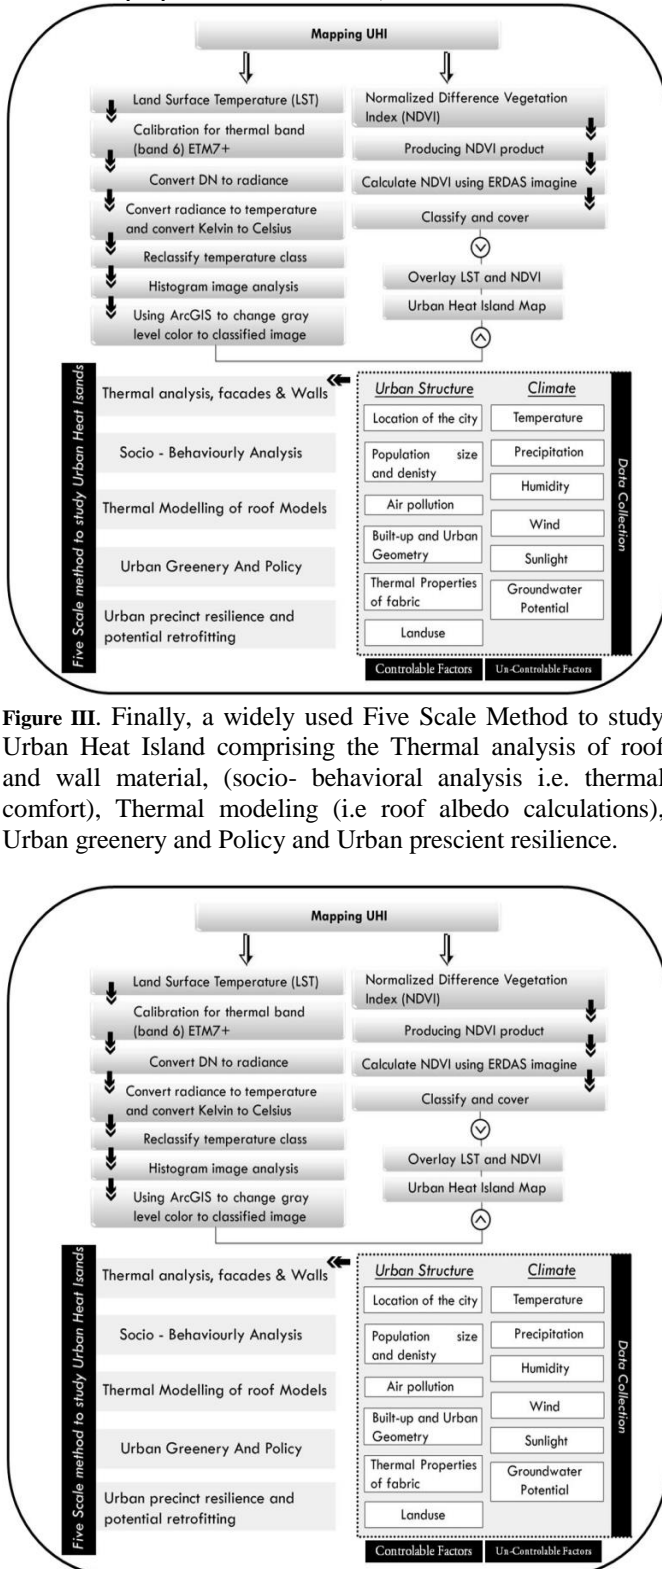 Mapping UHI
Land Surface Temperature (LST)
Calibration for thermal band
(band 6) ETM7+
Convert DN to radiance
Convert radiance to temperature
and convert Kelvin to Celsius
Reclassify temperature class
Histogram image analysis
Using ArcGIS to change gray
level color to classified image
Normalized Difference Vegetation
Index (NDVI)
Producing NDVI product
Calculate NDVI using ERDAS imagine
Classify and cover
Overlay LST and NDVI
Urban Heat Island Map
Five Scale method to study Urban Heat Isands
Thermal analysis, facades & Walls
Socio - Behaviourly Analysis
Thermal Modelling of roof Models
Urban Greenery And Policy
Urban precinct resilience and
potential retrofitting
Urban Structure
Location of the city
Population size
and denisty
Air pollution
Built-up and Urban
Geometry
Thermal Properties
of fabric
Landuse
Controlable Factors
Climate
Temperature
Precipitation
Humidity
Wind
Sunlight
Groundwater
Potential
Un-Controlable Factors
Data Collection
Figure III. Finally, a widely used Five Scale Method to study
Urban Heat Island comprising the Thermal analysis of roof
and wall material, (socio- behavioral analysis i.e. thermal
comfort), Thermal modeling (i.e roof albedo calculations),
Urban greenery and Policy and Urban prescient resilience.
Mapping UHI
Land Surface Temperature (LST)
Calibration for thermal band
(band 6) ETM7+
Convert DN to radiance
Convert radiance to temperature
and convert Kelvin to Celsius
Reclassify temperature class
Histogram image analysis
Using ArcGIS to change gray
level color to classified image
Normalized Difference Vegetation
Index (NDVI)
Producing NDVI product
Calculate NDVI using ERDAS imagine
Classify and cover
Overlay LST and NDVI
Urban Heat Island Map
Five Scale method to study Urban Heat Isands
Thermal analysis, facades & Walls
Socio - Behaviourly Analysis
Thermal Modelling of roof Models
Urban Greenery And Policy
Urban precinct resilience and
potential retrofitting
Urban Structure
Location of the city
Population size
and denisty
Air pollution
Built-up and Urban
Geometry
Thermal Properties
of fabric
Landuse
Controlable Factors
Climate
Temperature
Precipitation
Humidity
Wind
Sunlight
Groundwater
Potential
Un-Controlable Factors
Data Collection